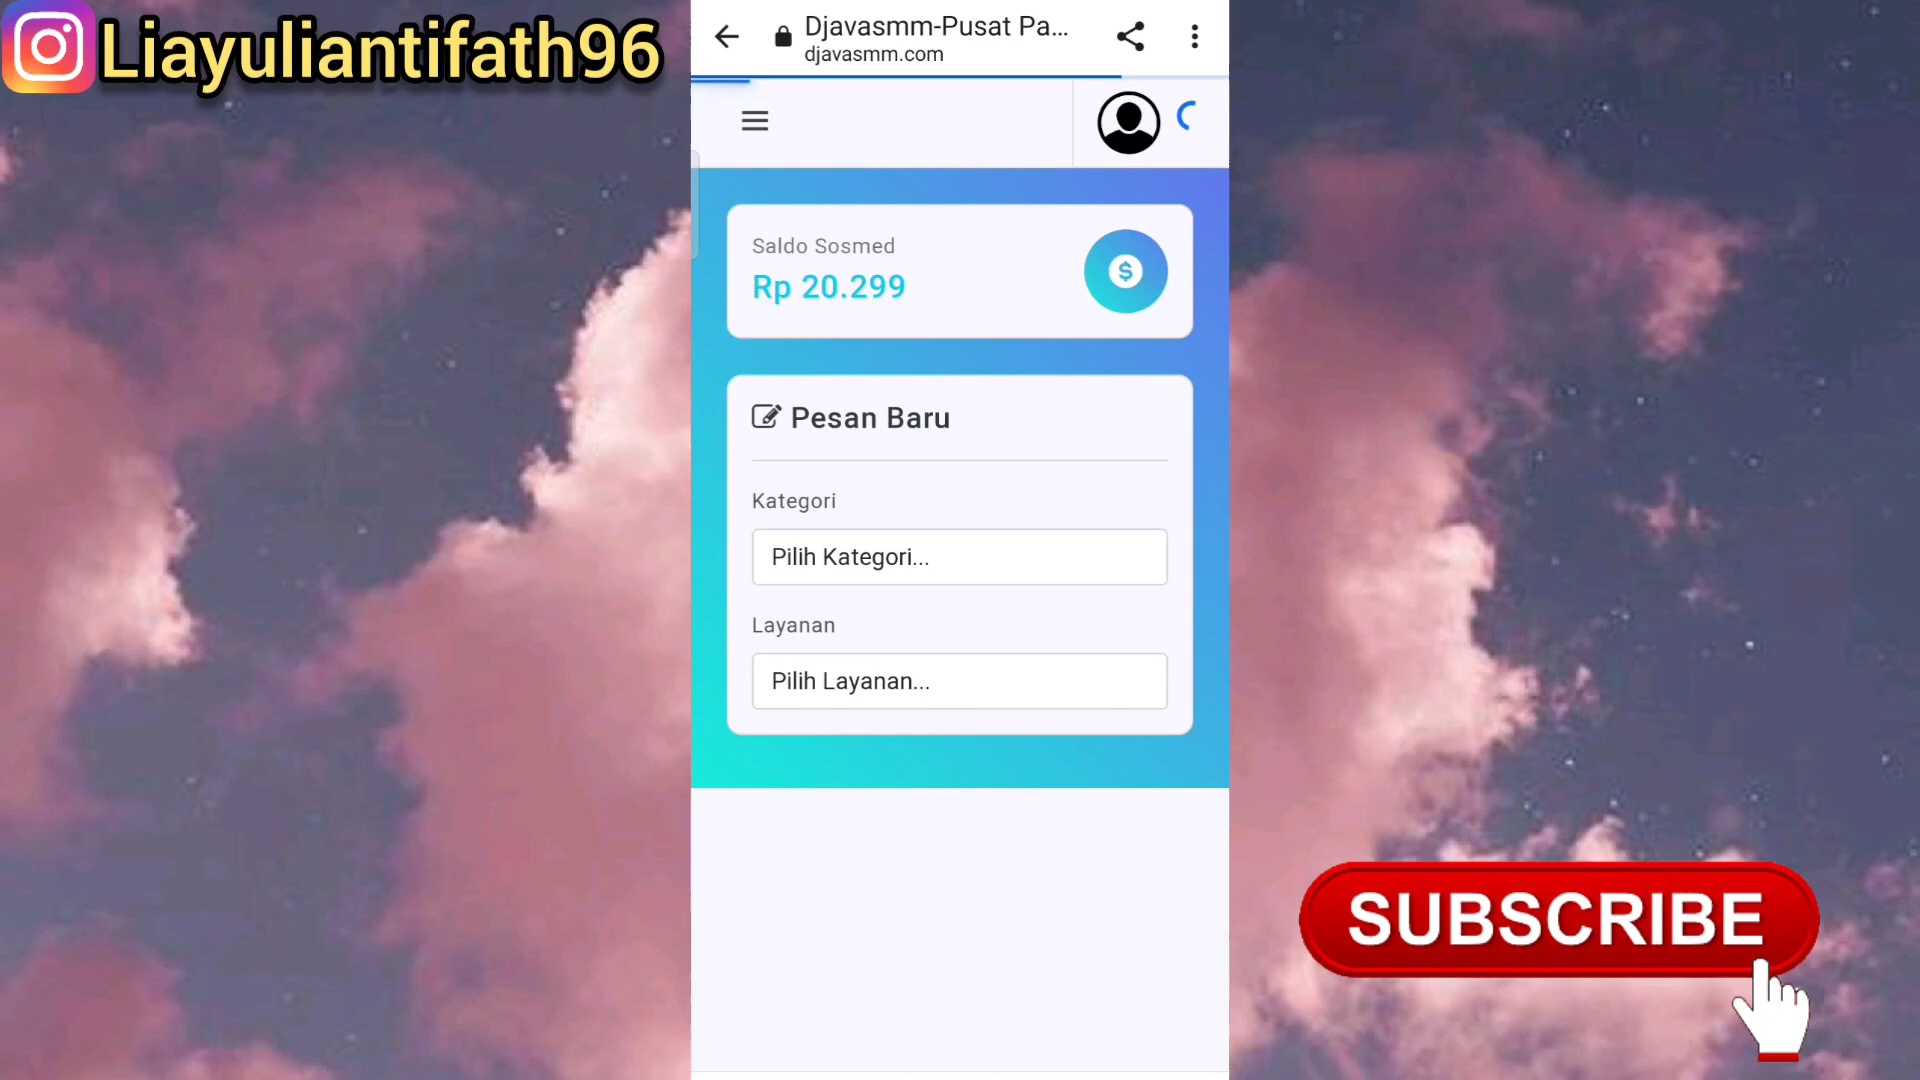 Liayuliantifath96
Djavasmm-Pusat Pa...
djavasmm.com
Saldo Sosmed
Rp 20.299
$
Pesan Baru
Kategori
Pilih Kategori...
Layanan
Pilih Layanan...
SUBSCRIBE